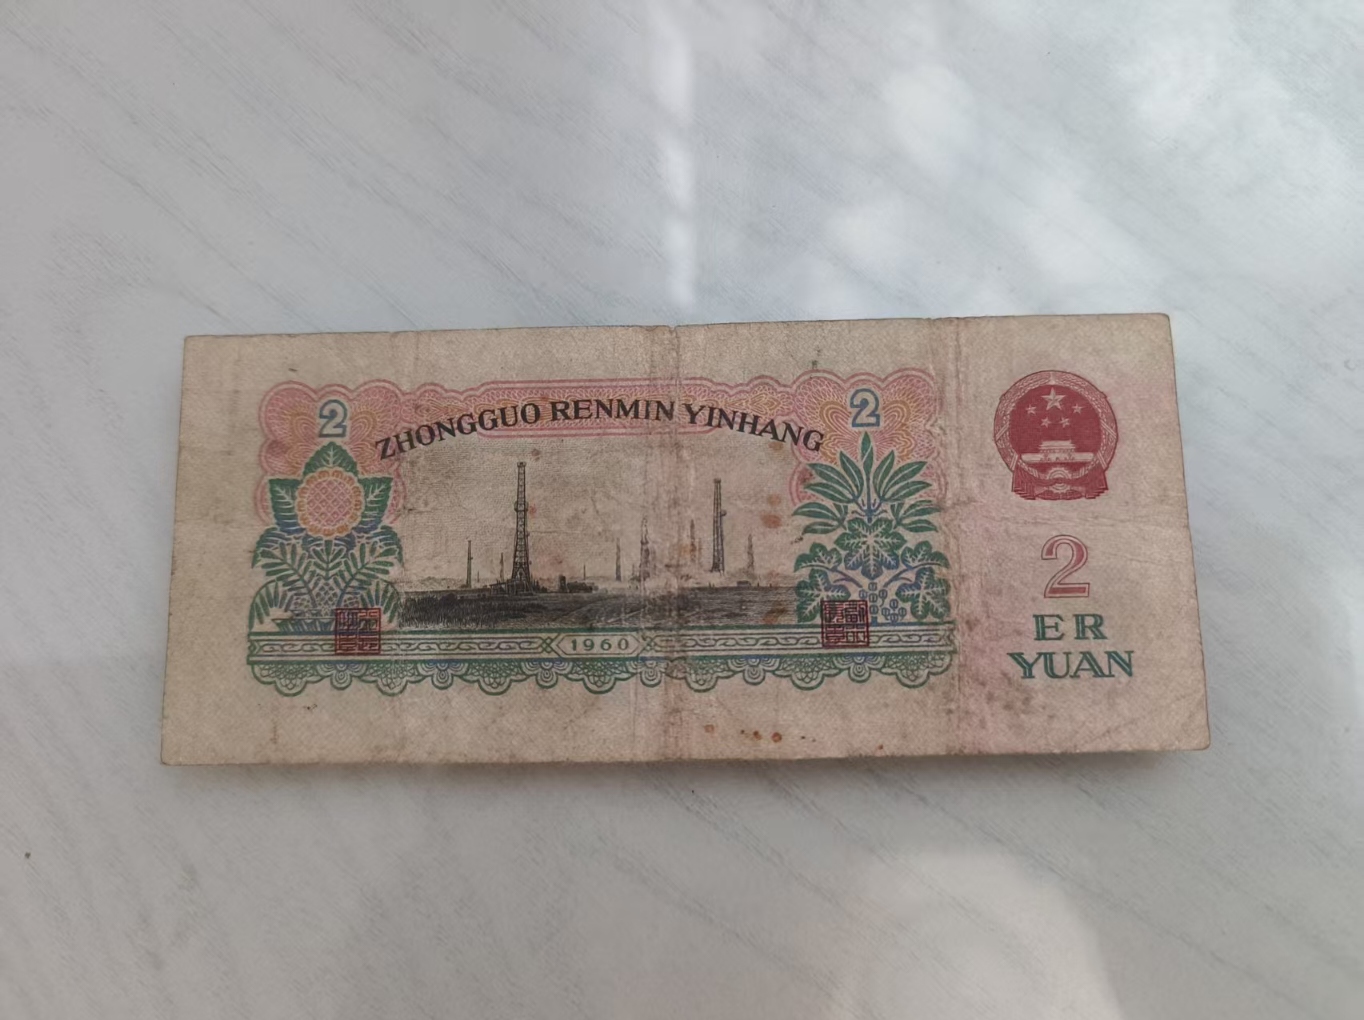 2
ZHONGGUO RENMIN YINHANG
2
1960
2
ER
YUAN